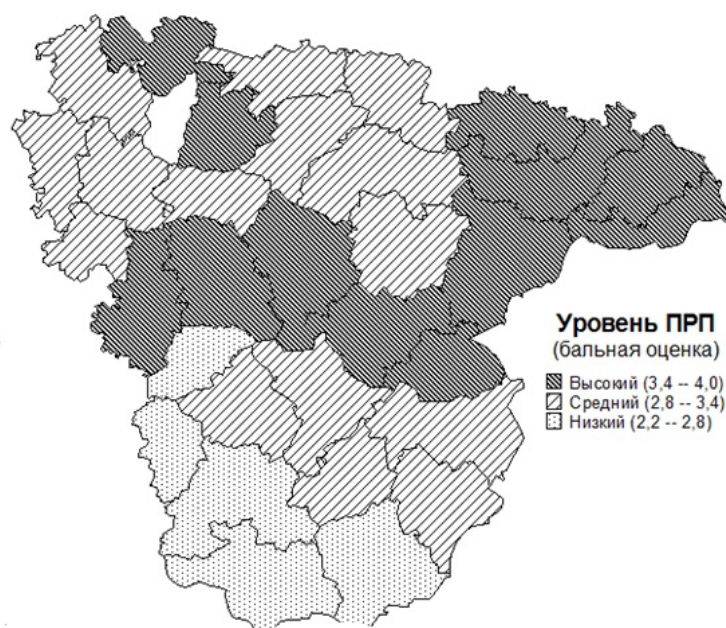 Уровень ПРП
(бальная оценка)
Высокий (3,4 -- 4,0)
Средний (2,8 -- 3,4)
Низкий (2,2 -- 2,8)